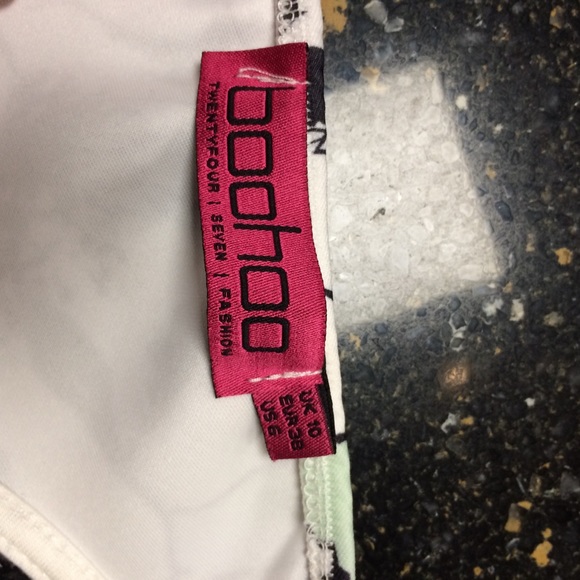 boohoo
TWENTYFOUR | SEVEN | FASHION
UK 10
EUR 38
US 6